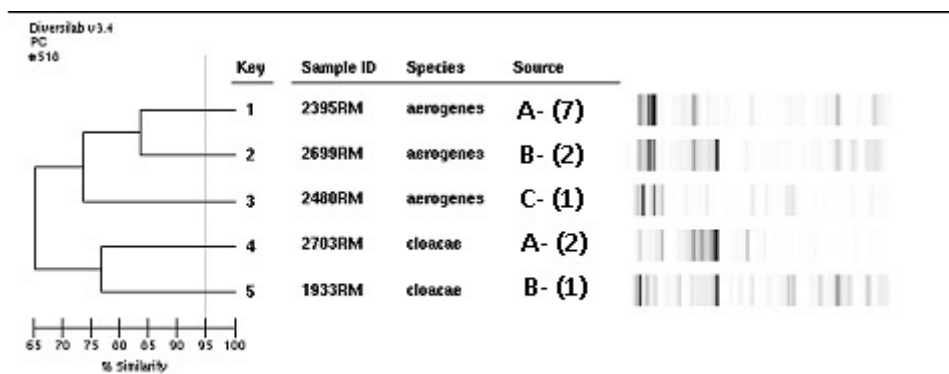 Diversilab v3.4
PC
#518
Key Sample ID Species Source
1 2395RM aerogenes A- (7)
2 2699RM aerogenes B- (2)
3 2480RM aerogenes C- (1)
4 2703RM cloacae A- (2)
5 1933RM cloacae B- (1)
65 70 75 80 85 90 95 100
% Similarity